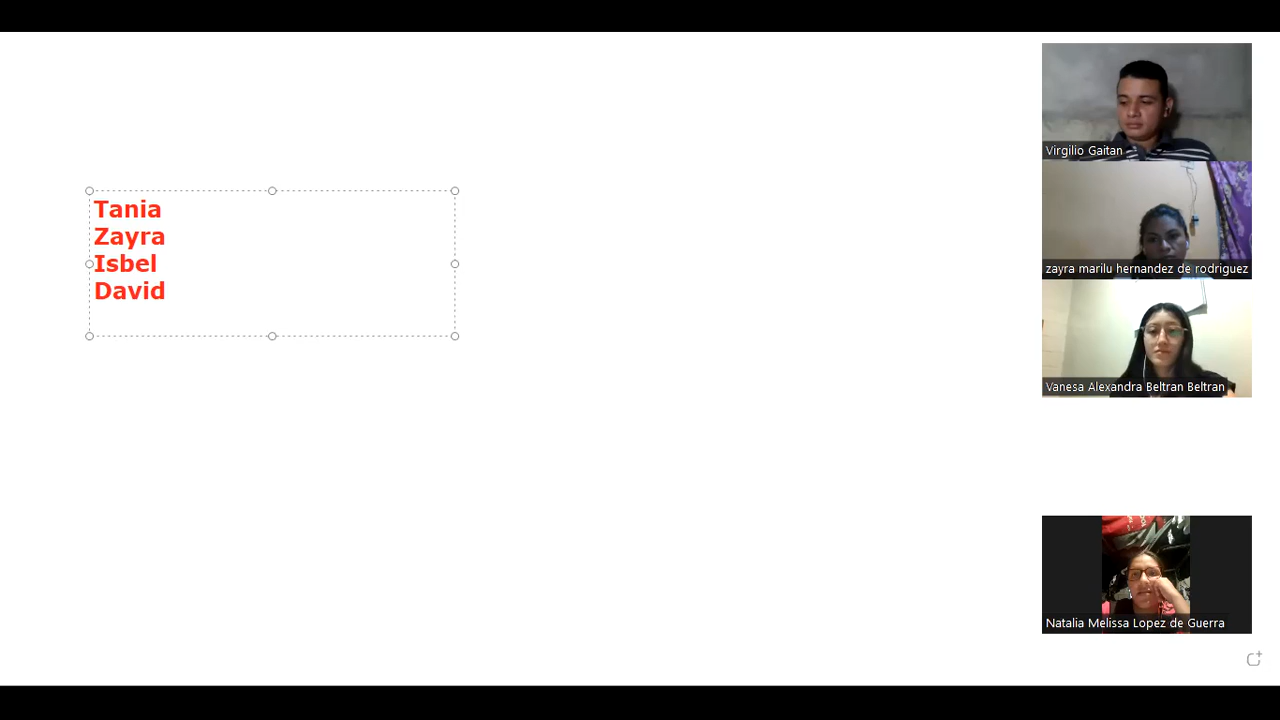 Tania
Zayra
Isbel
David
Virgilio Gaitan
zayra marilu hernandez de rodriguez
Vanesa Alexandra Beltran Beltran
Natalia Melissa Lopez de Guerra